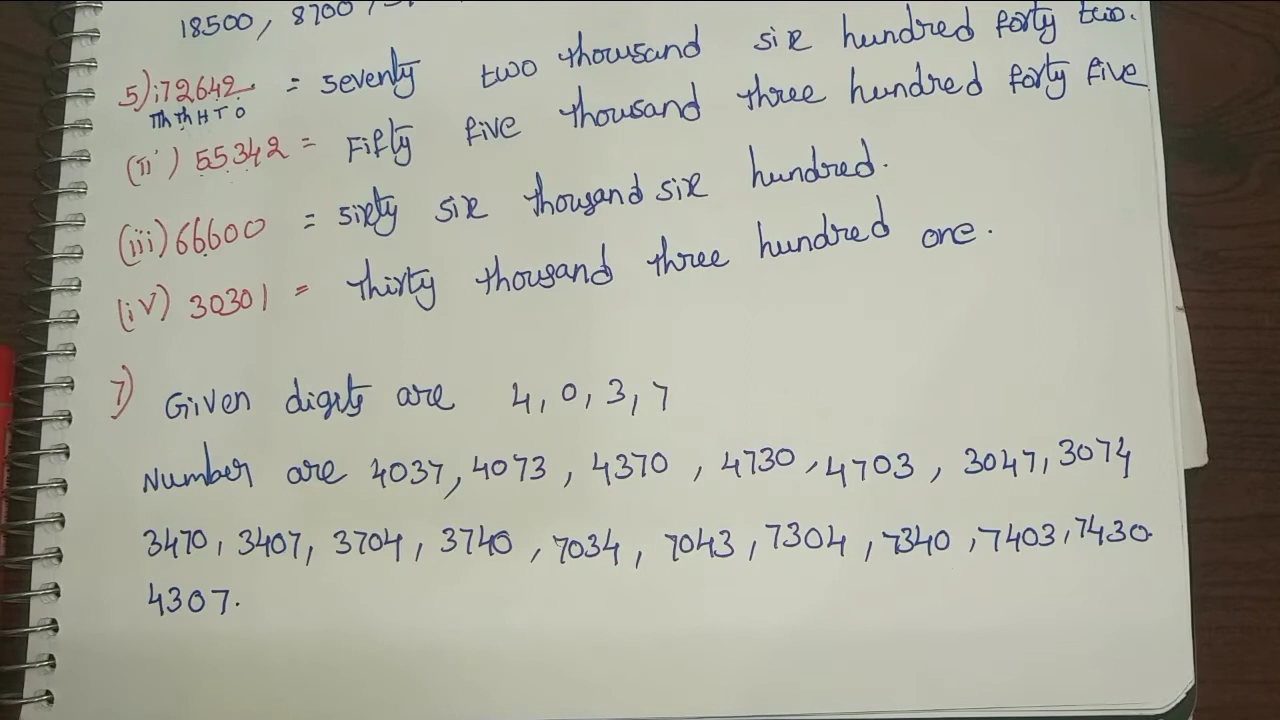 18500, 8700,
5)i72642 = seventy two thousand six hundred forty two.
Th Th H T O
(ii) 55342 = Fifty five thousand three hundred forty five
(iii) 66600 = sixty six thousand six hundred.
(iv) 30301 = Thirty thousand three hundred one.
7) Given digits are 4, 0, 3, 7
Number are 4037, 4073, 4370, 4730, 4703, 3047, 3074
3470, 3407, 3704, 3740, 7034, 7043, 7304, 7340, 7403, 7430.
4307.